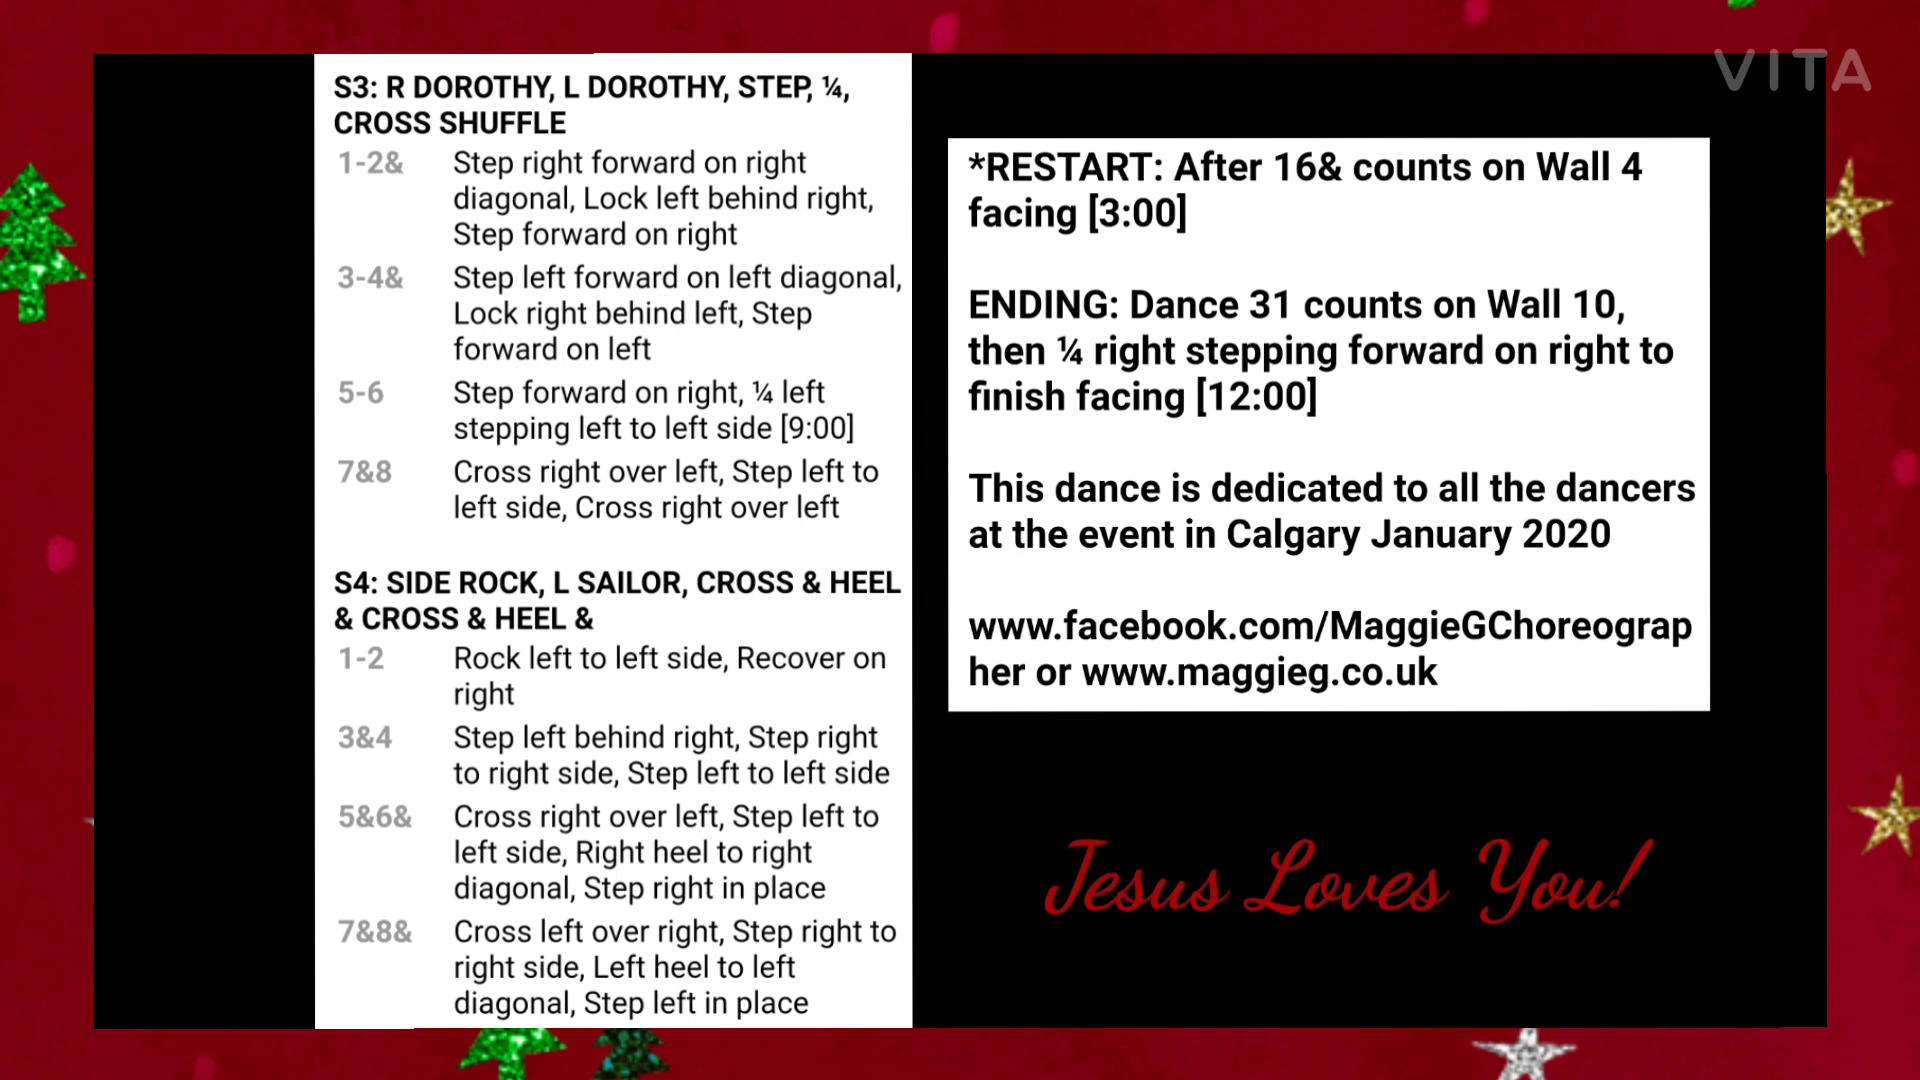 S3: R DOROTHY, L DOROTHY, STEP, ¼,
CROSS SHUFFLE
1-2& Step right forward on right
diagonal, Lock left behind right,
Step forward on right
3-4& Step left forward on left diagonal,
Lock right behind left, Step
forward on left
5-6 Step forward on right, ¼ left
stepping left to left side [9:00]
7&8 Cross right over left, Step left to
left side, Cross right over left
S4: SIDE ROCK, L SAILOR, CROSS & HEEL
& CROSS & HEEL &
1-2 Rock left to left side, Recover on
right
3&4 Step left behind right, Step right
to right side, Step left to left side
5&6& Cross right over left, Step left to
left side, Right heel to right
diagonal, Step right in place
7&8& Cross left over right, Step right to
right side, Left heel to left
diagonal, Step left in place
VITA
*RESTART: After 16& counts on Wall 4
facing [3:00]
ENDING: Dance 31 counts on Wall 10,
then ¼ right stepping forward on right to
finish facing [12:00]
This dance is dedicated to all the dancers
at the event in Calgary January 2020
www.facebook.com/MaggieGChoreograp
her or www.maggieg.co.uk
Jesus Loves You!